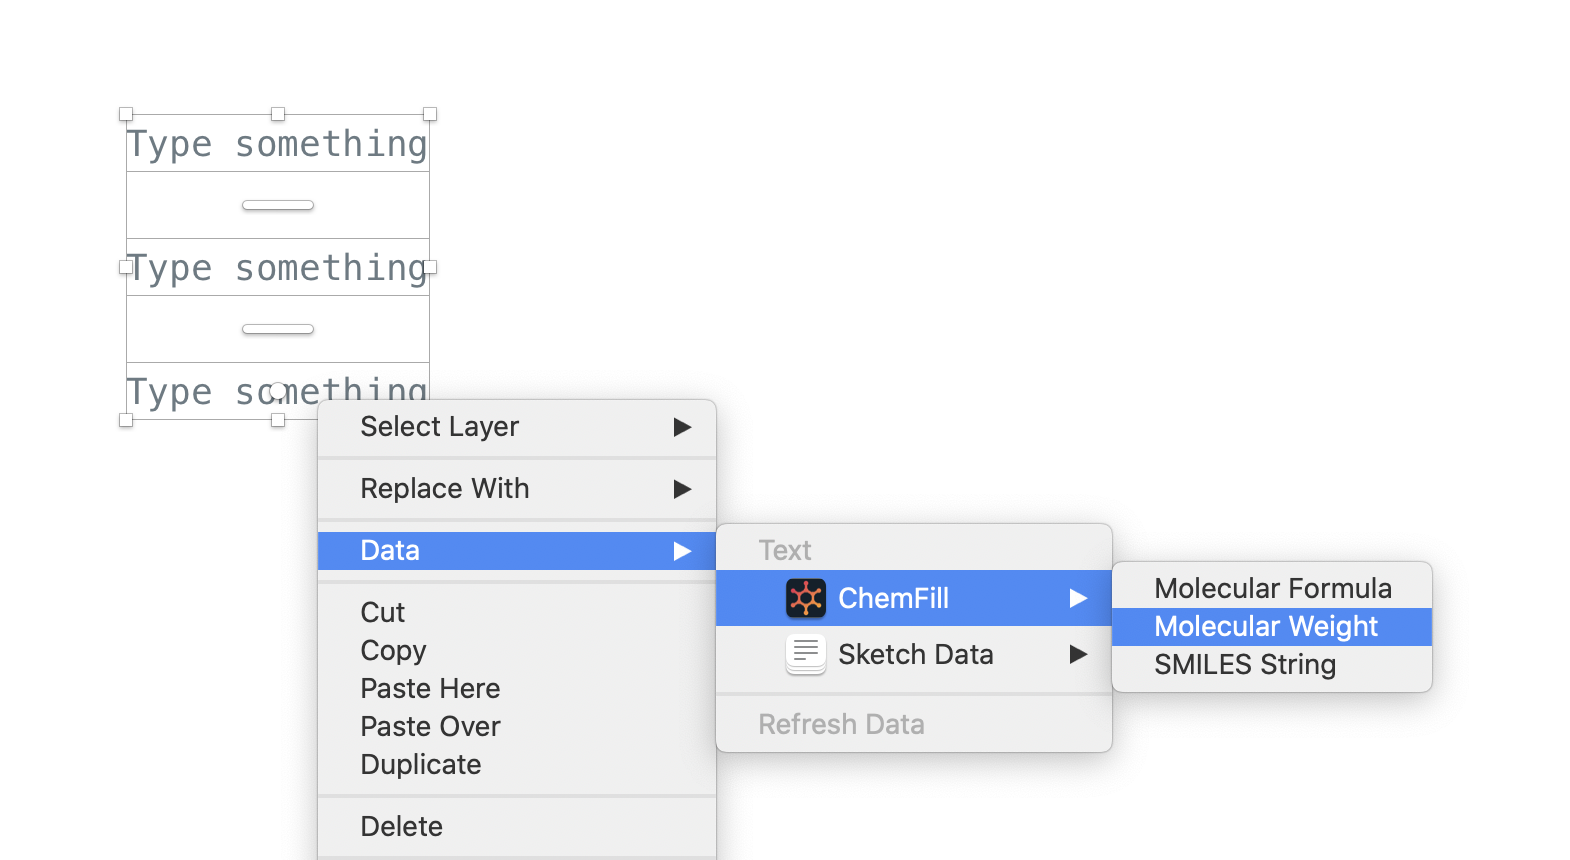 Type something
Type something
Type something
Select Layer
Replace With
Data
Cut
Copy
Paste Here
Paste Over
Duplicate
Delete
Text
ChemFill
Sketch Data
Refresh Data
Molecular Formula
Molecular Weight
SMILES String